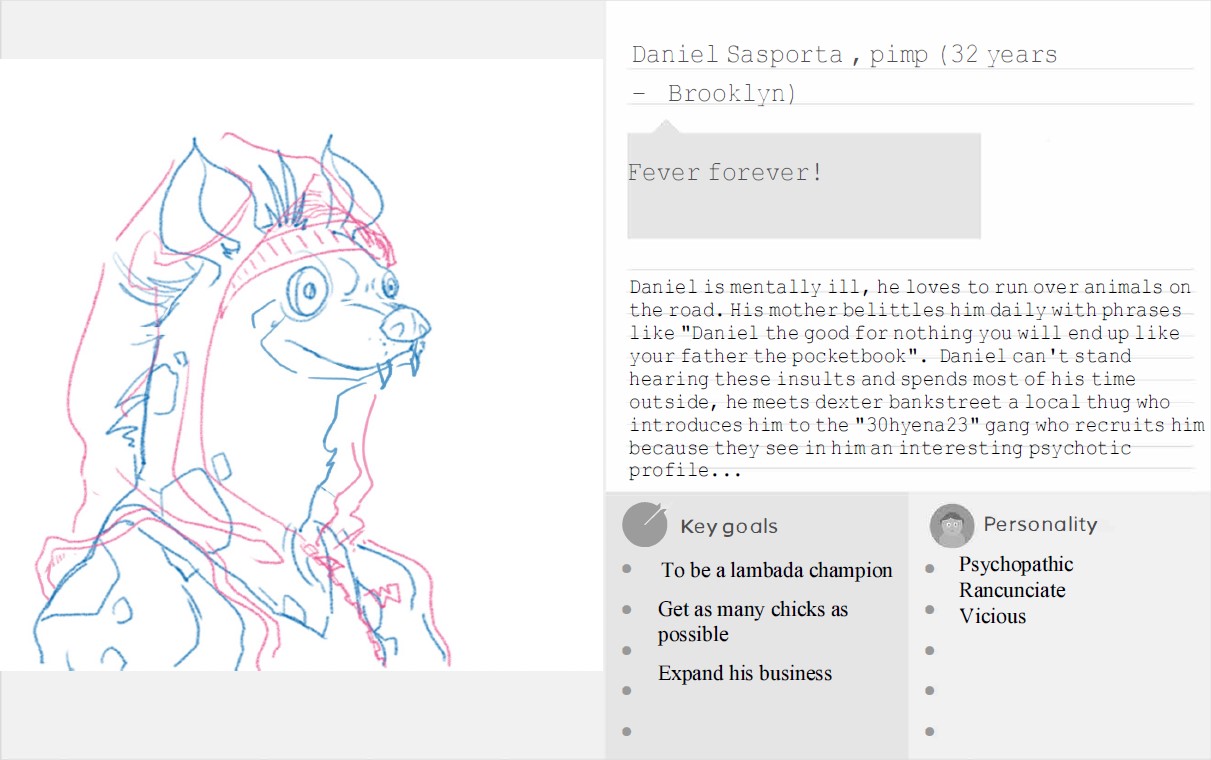 Daniel Sasporta , pimp (32 years
- Brooklyn)
Fever forever!
Daniel is mentally ill, he loves to run over animals on
the road. His mother belittles him daily with phrases
like "Daniel the good for nothing you will end up like
your father the pocketbook". Daniel can't stand
hearing these insults and spends most of his time
outside, he meets dexter bankstreet a local thug who
introduces him to the "30hyena23" gang who recruits him
because they see in him an interesting psychotic
profile...
Key goals
To be a lambada champion
Get as many chicks as
possible
Expand his business
Personality
Psychopathic
Rancunciate
Vicious